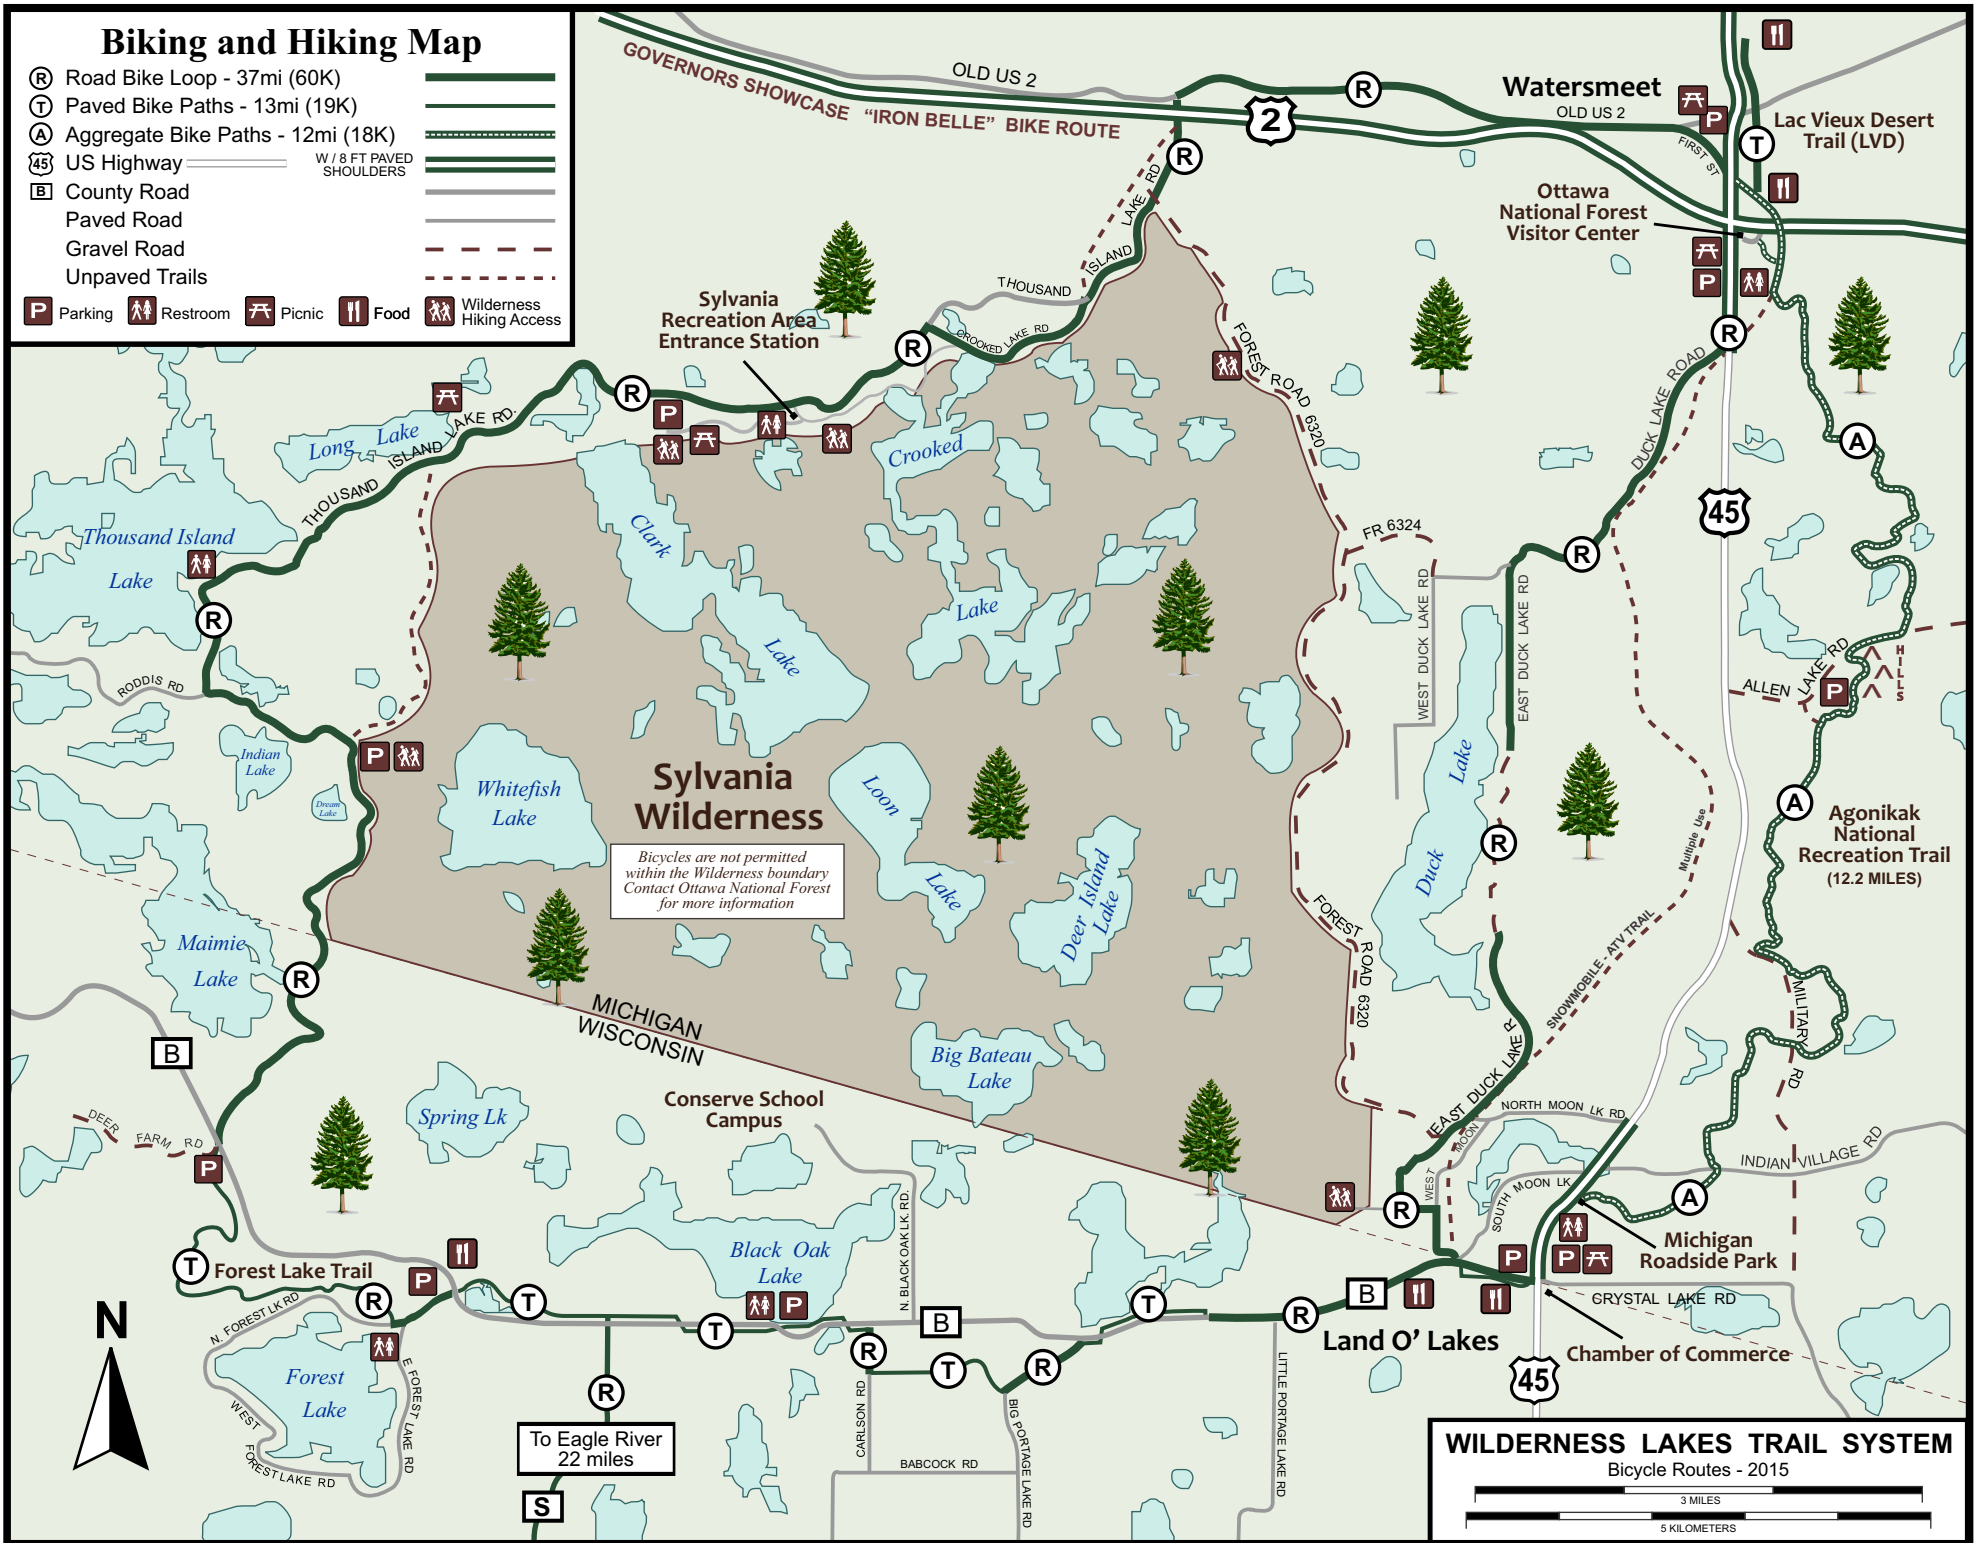 Biking and Hiking Map
R Road Bike Loop - 37mi (60K)
T Paved Bike Paths - 13mi (19K)
A Aggregate Bike Paths - 12mi (18K)
45 US Highway
W / 8 FT PAVED
SHOULDERS
B County Road
Paved Road
Gravel Road
Unpaved Trails
P Parking
Restroom
Picnic
Food
Wilderness
Hiking Access
GOVERNORS SHOWCASE "IRON BELLE" BIKE ROUTE
OLD US 2
2
R
Watersmeet
OLD US 2
FIRST ST
P
T
Lac Vieux Desert
Trail (LVD)
Ottawa
National Forest
Visitor Center
P
R
R
THOUSAND ISLAND LAKE RD
CROOKED LAKE RD
R
Sylvania
Recreation Area
Entrance Station
R
P
Long Lake
THOUSAND ISLAND LAKE RD.
Thousand Island
Lake
R
RODDIS RD
Indian
Lake
Dream
Lake
P
Clark
Lake
Crooked
Lake
FOREST ROAD 6320
FR 6324
WEST DUCK LAKE RD
EAST DUCK LAKE RD
DUCK LAKE ROAD
R
45
A
ALLEN LAKE RD
P
HILLS
Whitefish
Lake
Sylvania
Wilderness
Bicycles are not permitted
within the Wilderness boundary
Contact Ottawa National Forest
for more information
Loon
Lake
Deer Island
Lake
Duck
Lake
R
Multiple Use
SNOWMOBILE - ATV TRAIL
A
Agonikak
National
Recreation Trail
(12.2 MILES)
FOREST ROAD 6320
MILITARY RD
Maimie
Lake
R
B
MICHIGAN
WISCONSIN
Big Bateau
Lake
Spring Lk
Conserve School
Campus
EAST DUCK LAKE R
NORTH MOON LK RD
WEST MOON
SOUTH MOON LK
INDIAN VILLAGE RD
DEER FARM RD
P
T
Forest Lake Trail
R
P
T
N. FOREST LK RD
Forest
Lake
WEST FOREST LAKE RD
E FOREST LAKE RD
Black Oak
Lake
P
N. BLACK OAK LK RD.
B
T
R
T
R
T
R
B
R
A
Michigan
Roadside Park
P
P
Land O' Lakes
CRYSTAL LAKE RD
Chamber of Commerce
45
R
To Eagle River
22 miles
S
CARLSON RD
BABCOCK RD
BIG PORTAGE LAKE RD
LITTLE PORTAGE LAKE RD
N
WILDERNESS LAKES TRAIL SYSTEM
Bicycle Routes - 2015
3 MILES
5 KILOMETERS